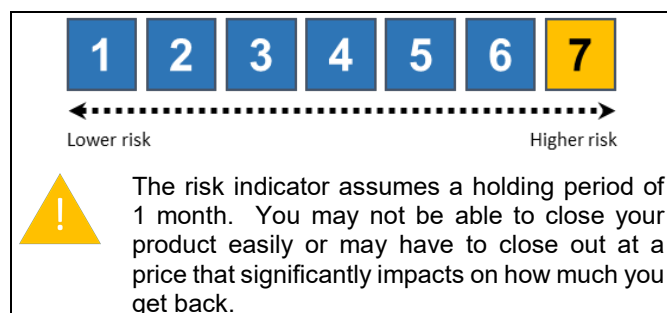 1 2 3 4 5 6 7
Lower risk Higher risk
!
The risk indicator assumes a holding period of
1 month. You may not be able to close your
product easily or may have to close out at a
price that significantly impacts on how much you
get back.